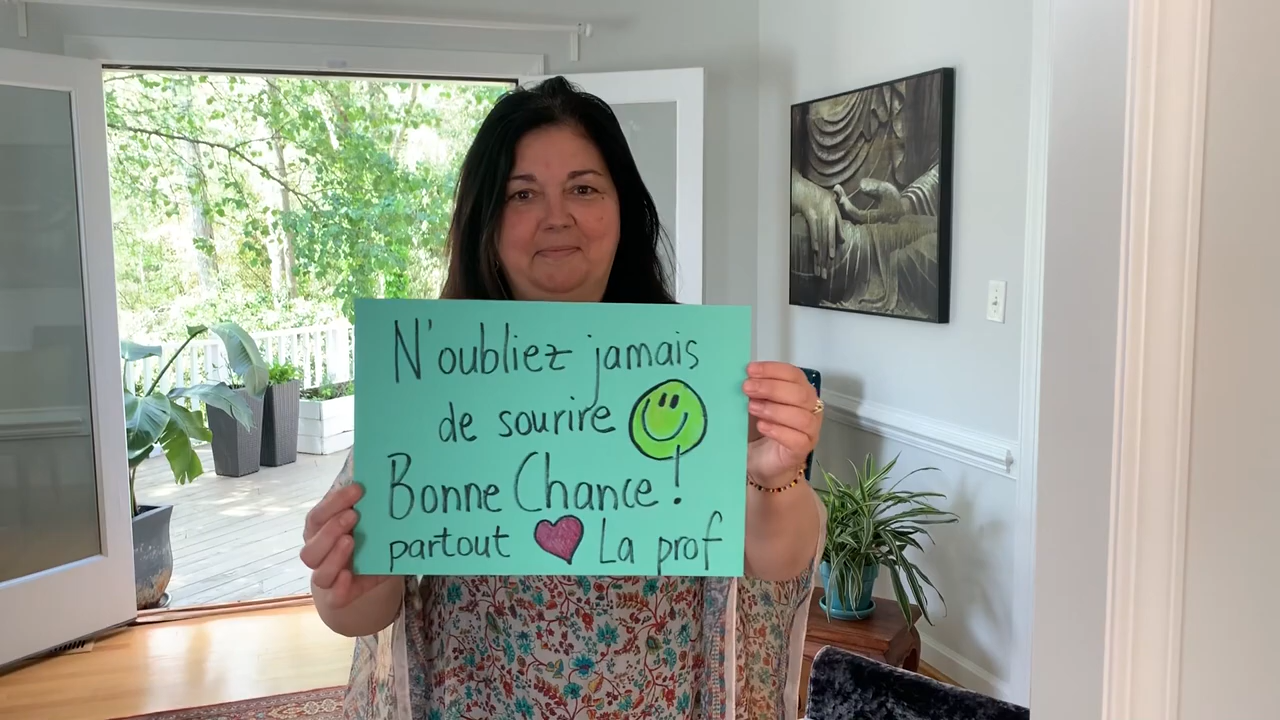 N'oubliez jamais
de sourire
Bonne Chance !
partout La prof